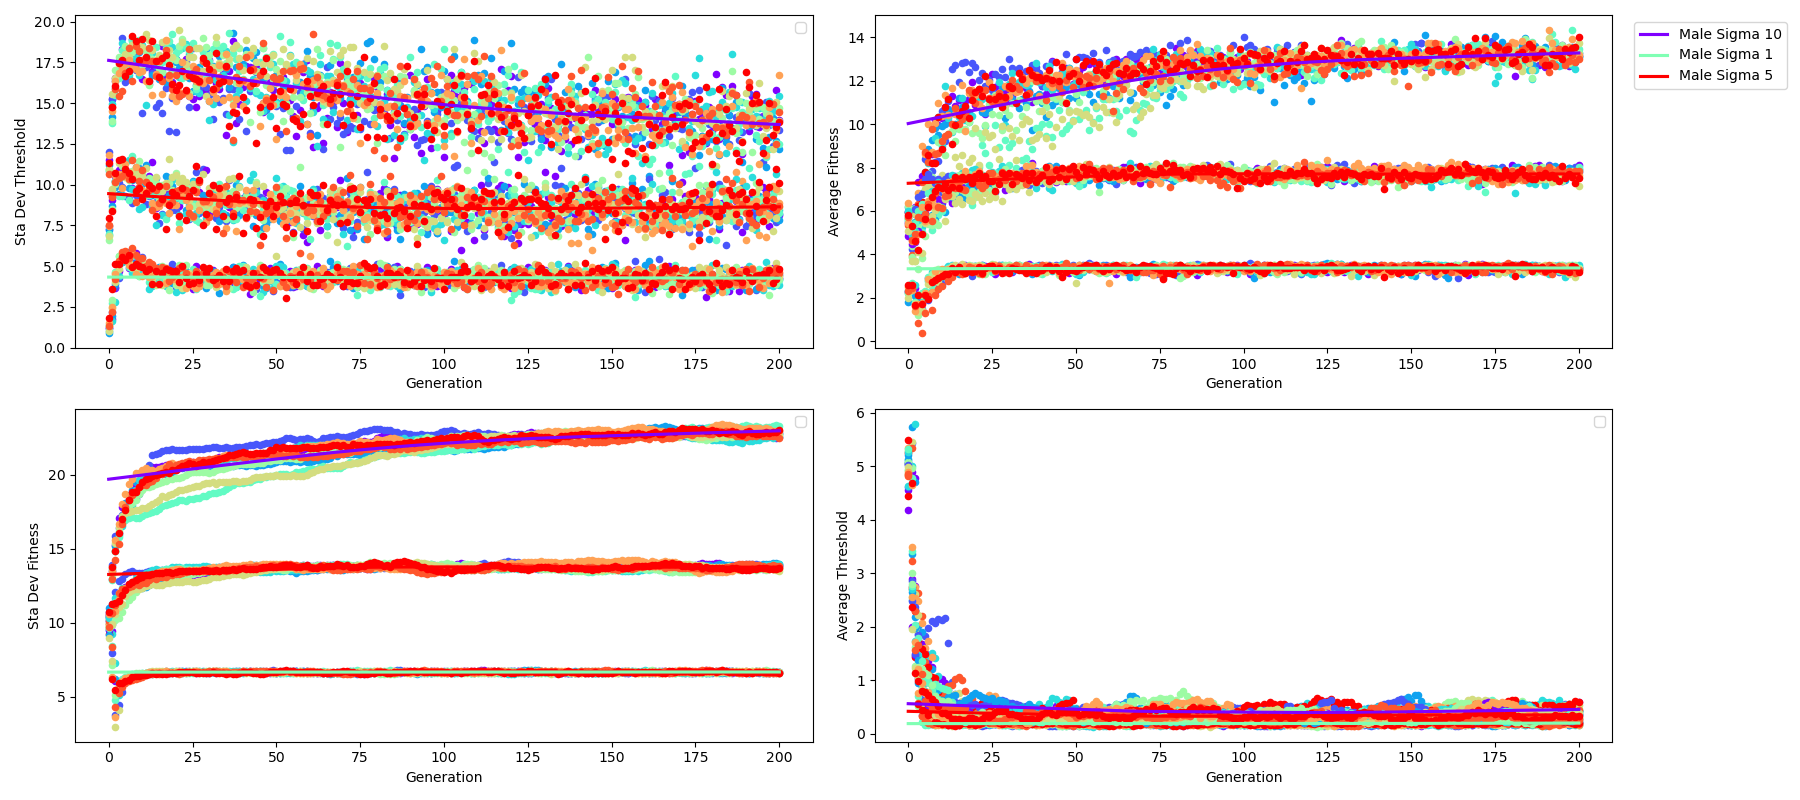 20.0
17.5
15.0
12.5
10.0
7.5
5.0
2.5
0.0
Sta Dev Threshold
0 25 50 75 100 125 150 175 200
Generation
14
12
10
8
6
4
2
0
Average Fitness
0 25 50 75 100 125 150 175 200
Generation
Male Sigma 10
Male Sigma 1
Male Sigma 5
20
15
10
5
Sta Dev Fitness
0 25 50 75 100 125 150 175 200
Generation
6
5
4
3
2
1
0
Average Threshold
0 25 50 75 100 125 150 175 200
Generation